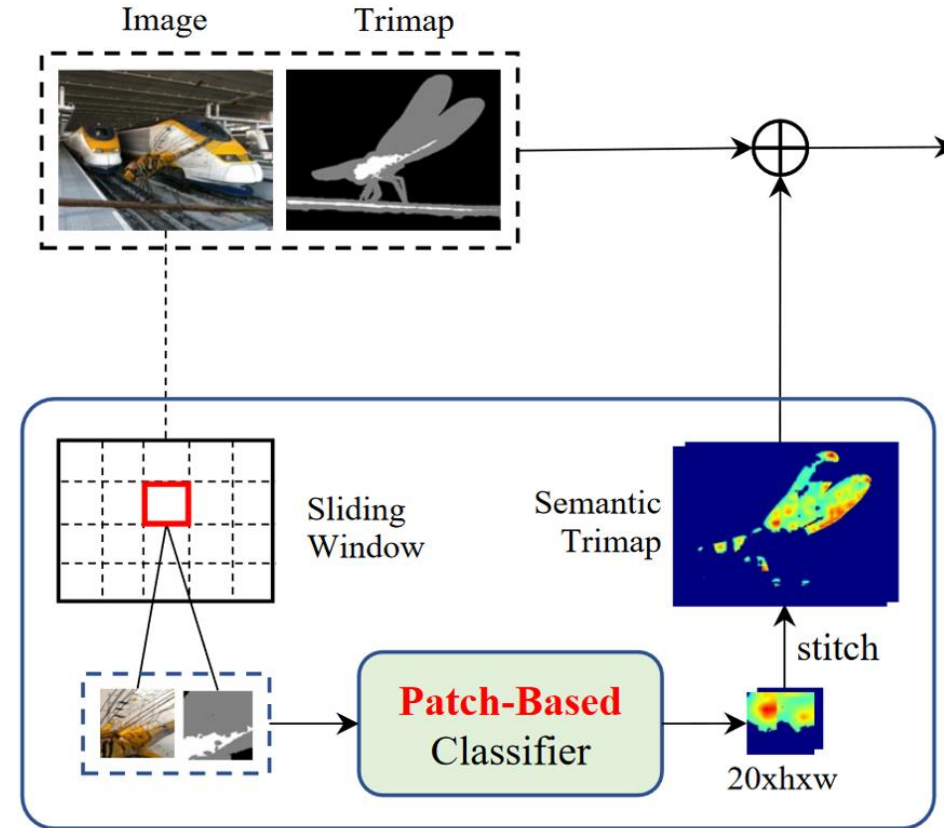 Image
Trimap
Sliding
Window
Semantic
Trimap
stitch
Patch-Based
Classifier
20xhxw